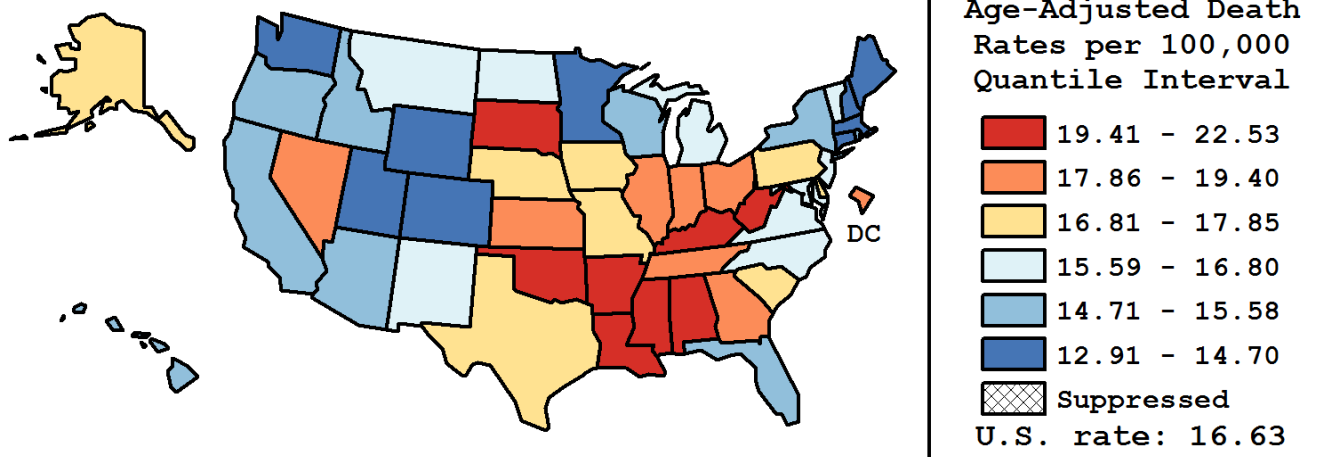 DC
Age-Adjusted Death
Rates per 100,000
Quantile Interval
19.41 - 22.53
17.86 - 19.40
16.81 - 17.85
15.59 - 16.80
14.71 - 15.58
12.91 - 14.70
Suppressed
U.S. rate: 16.63